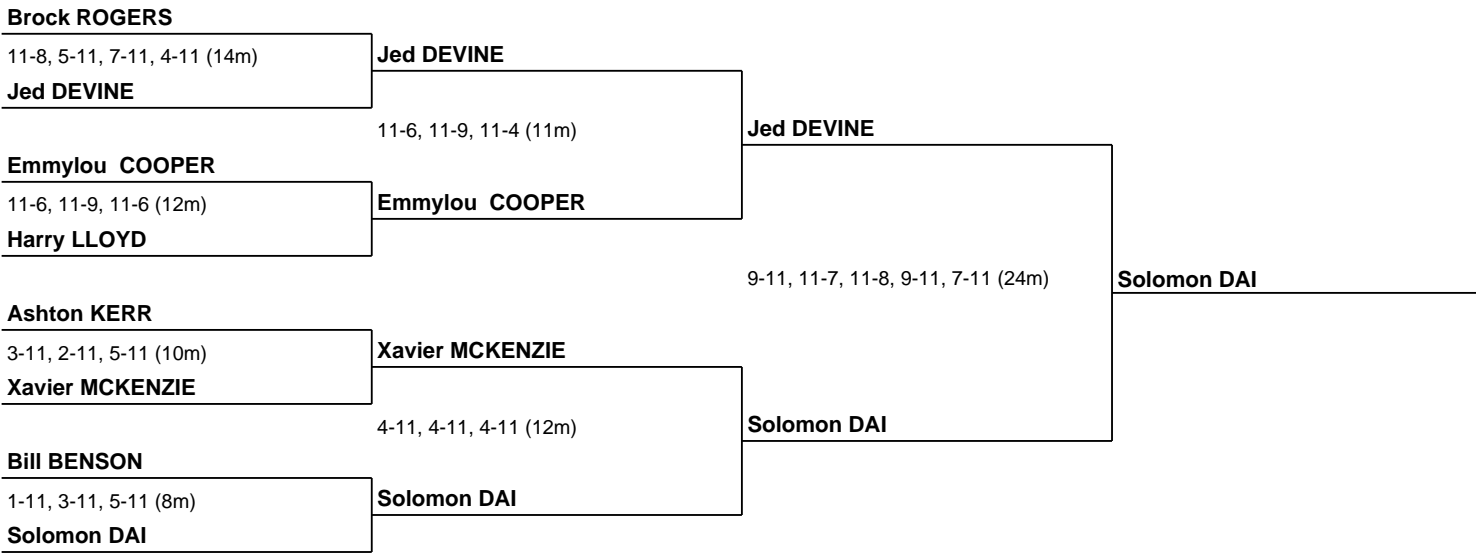 Brock ROGERS
11-8, 5-11, 7-11, 4-11 (14m)
Jed DEVINE
Jed DEVINE
11-6, 11-9, 11-4 (11m)
Jed DEVINE
Emmylou  COOPER
11-6, 11-9, 11-6 (12m)
Emmylou  COOPER
Harry LLOYD
9-11, 11-7, 11-8, 9-11, 7-11 (24m)
Solomon DAI
Ashton KERR
3-11, 2-11, 5-11 (10m)
Xavier MCKENZIE
Xavier MCKENZIE
4-11, 4-11, 4-11 (12m)
Solomon DAI
Bill BENSON
1-11, 3-11, 5-11 (8m)
Solomon DAI
Solomon DAI